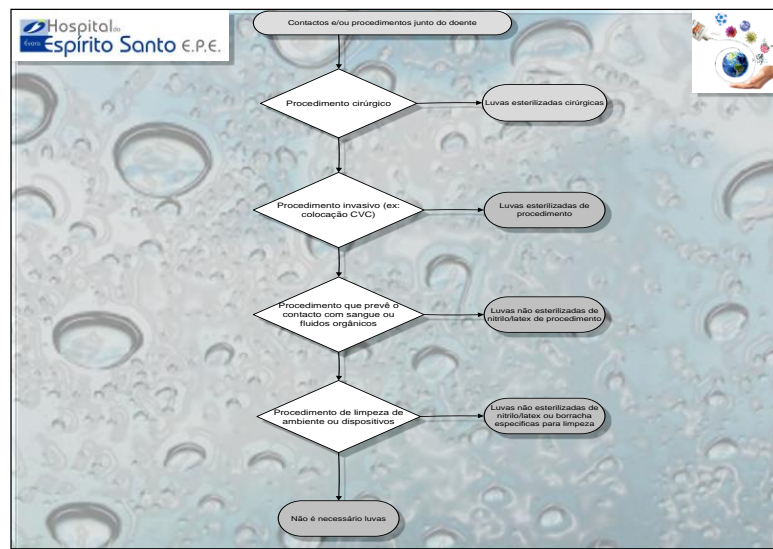 Hospital do
Évora
Espírito Santo E.P.E.
Contactos e/ou procedimentos junto do doente
Procedimento cirúrgico
Luvas esterilizadas cirúrgicas
Procedimento invasivo (ex:
colocação CVC)
Luvas esterilizadas de
procedimento
Procedimento que prevê o
contacto com sangue ou
fluidos orgânicos
Luvas não esterilizadas de
nitrilo/latex de procedimento
Procedimento de limpeza de
ambiente ou dispositivos
Luvas não esterilizadas de
nitrilo/latex ou borracha
especificas para limpeza
Não é necessário luvas